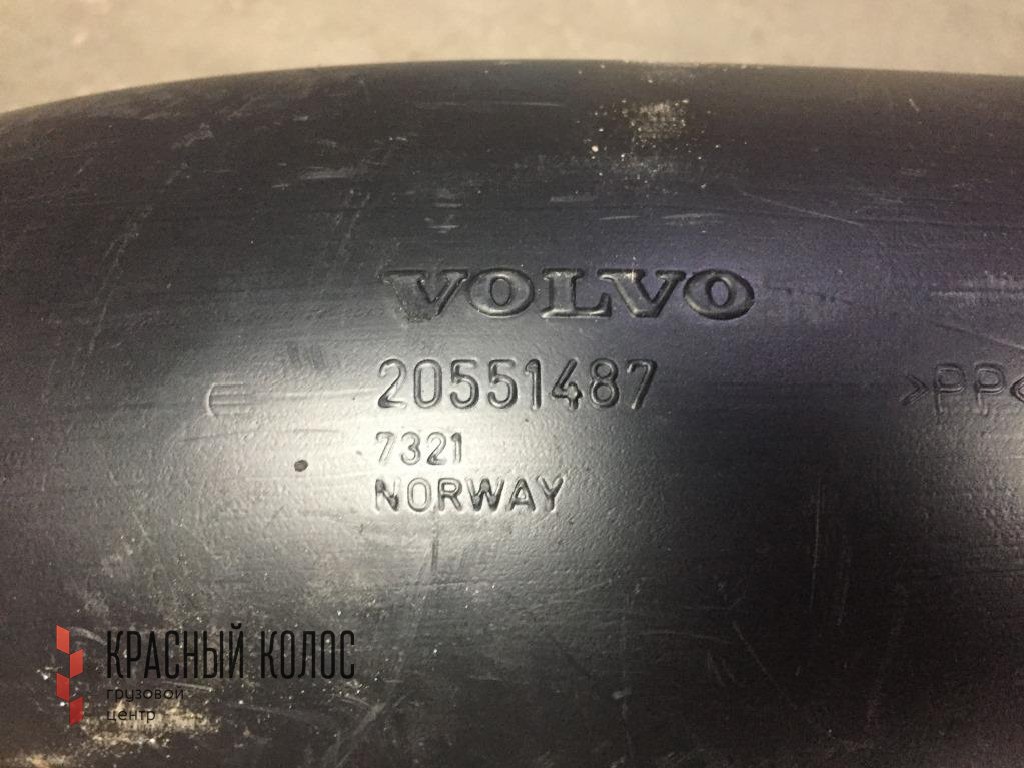 VOLVO
E 20551487 >PP<
7321
NORWAY
КРАСНЫЙ КОЛОС
грузовой
центр